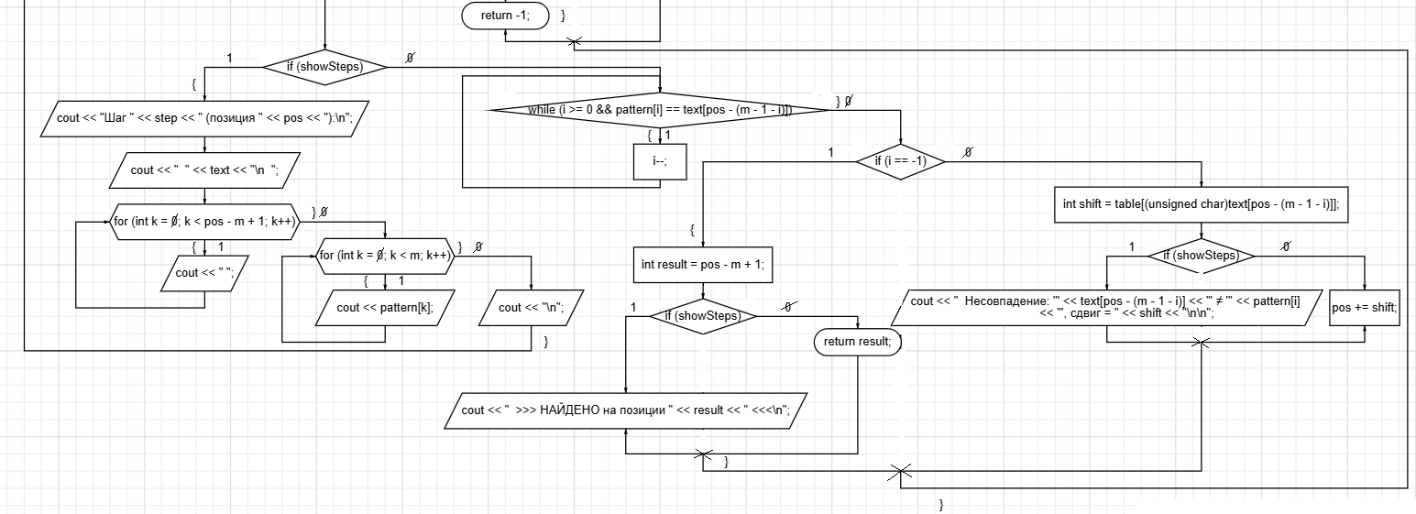 return -1;
}
if (showSteps)
1
0
{
cout << "Шаг " << step << " (позиция " << pos << "):\n";
cout << "  " << text << "\n  ";
for (int k = 0; k < pos - m + 1; k++)
} 0
{ 1
cout << " ";
for (int k = 0; k < m; k++)
} 0
{ 1
cout << pattern[k];
cout << "\n";
}
while (i >= 0 && pattern[i] == text[pos - (m - 1 - i)])
} 0
{ 1
i--;
if (i == -1)
1
0
{
int result = pos - m + 1;
if (showSteps)
1
0
return result;
cout << "  >>> НАЙДЕНО на позиции " << result << " <<<\n";
}
int shift = table[(unsigned char)text[pos - (m - 1 - i)]];
if (showSteps)
1
0
cout << "  Несовпадение: '" << text[pos - (m - 1 - i)] << "' ≠ '" << pattern[i]
<< "', сдвиг = " << shift << "\n\n";
pos += shift;
}